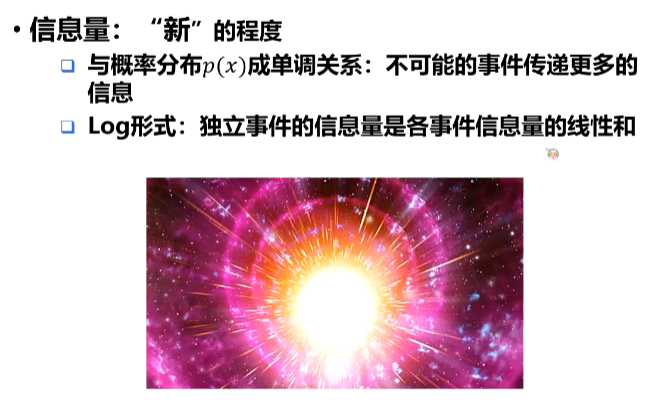 • 信息量：“新”的程度
❑ 与概率分布p(x)成单调关系：不可能的事件传递更多的
信息
❑ Log形式：独立事件的信息量是各事件信息量的线性和